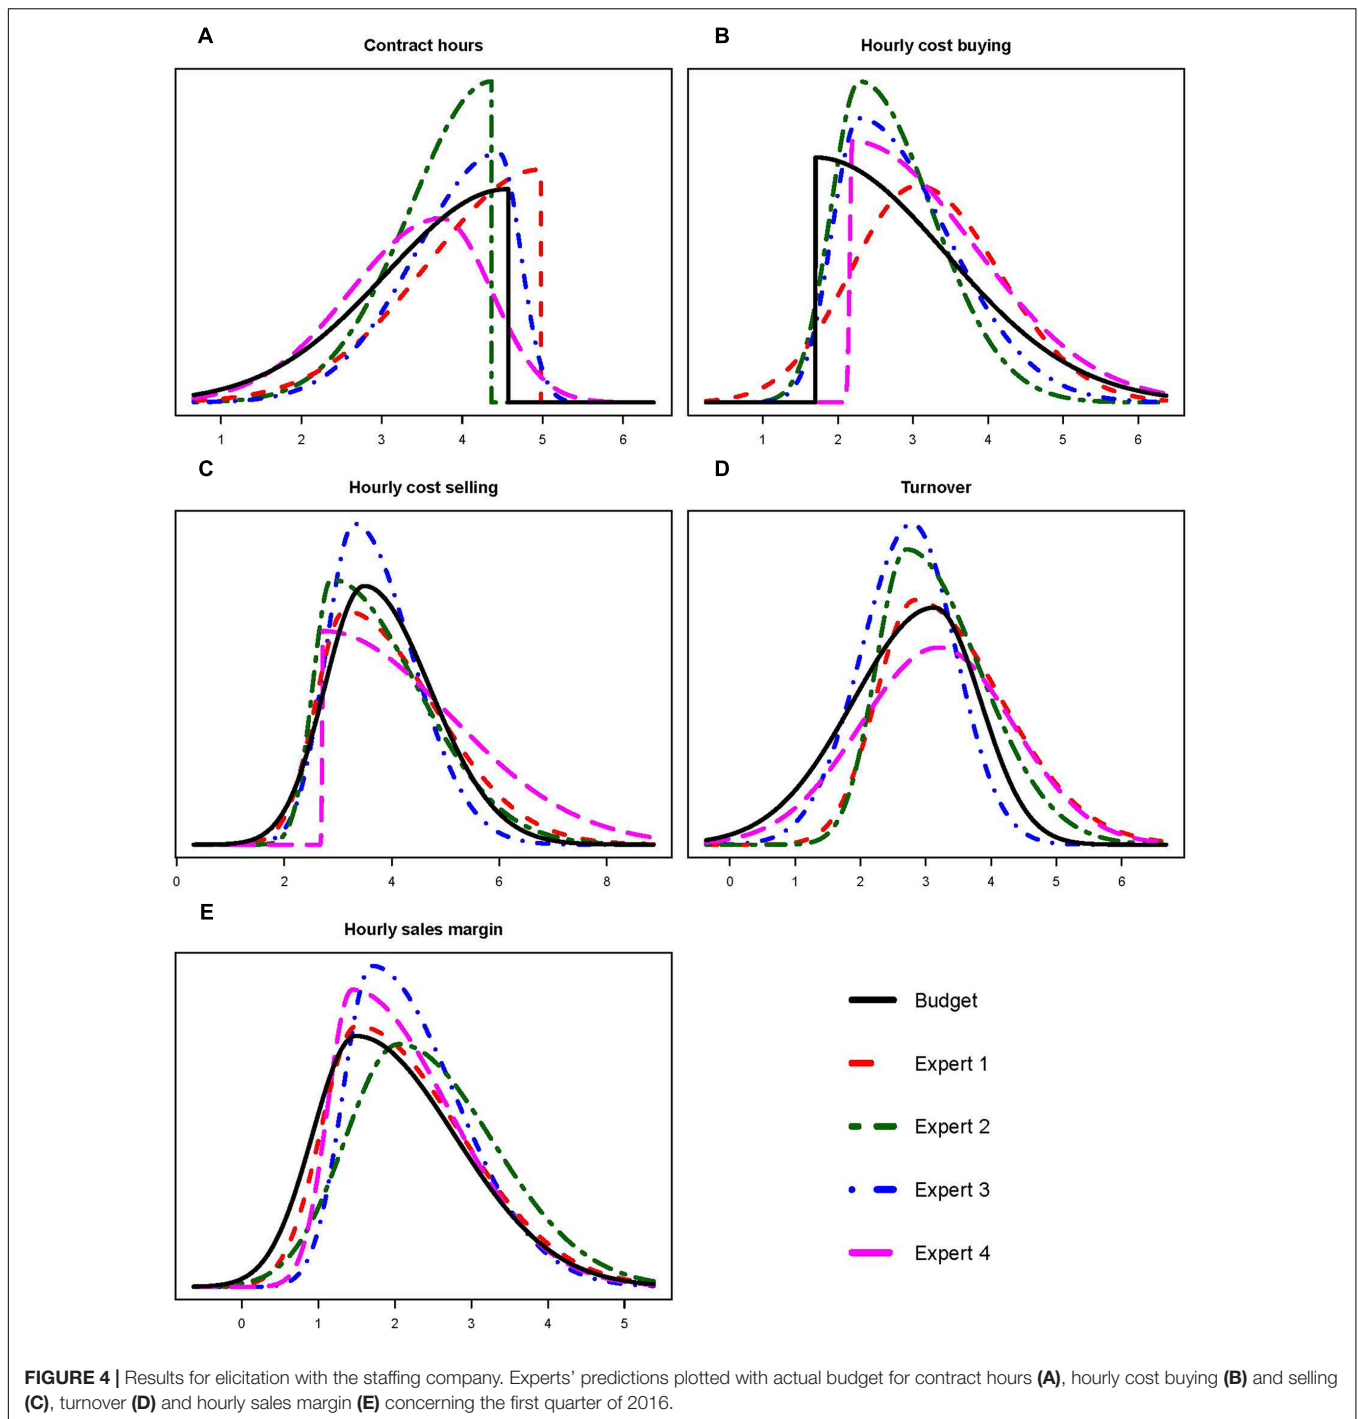 A
Contract hours
1 2 3 4 5 6
B
Hourly cost buying
1 2 3 4 5 6
C
Hourly cost selling
0 2 4 6 8
D
Turnover
0 1 2 3 4 5 6
E
Hourly sales margin
0 1 2 3 4 5
Budget
Expert 1
Expert 2
Expert 3
Expert 4
FIGURE 4 | Results for elicitation with the staffing company. Experts’ predictions plotted with actual budget for contract hours (A), hourly cost buying (B) and selling
(C), turnover (D) and hourly sales margin (E) concerning the first quarter of 2016.